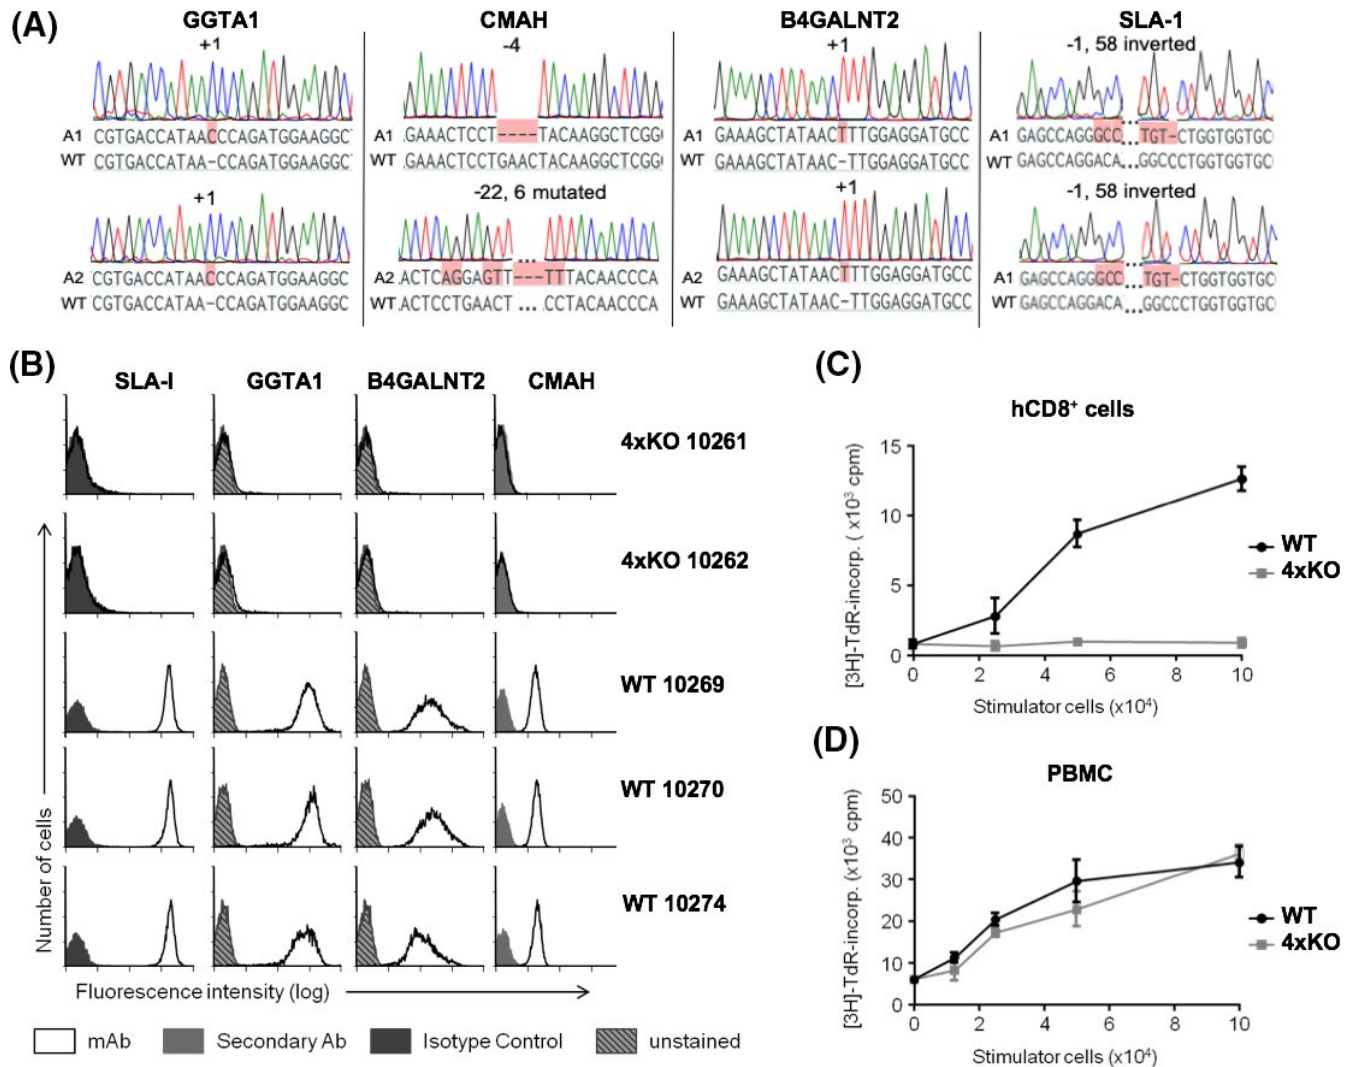 (A)
GGTA1
+1
A1 CGTGACCATAACCCAGATGGAAGGC
WT CGTGACCATAA-CCAGATGGAAGGC
+1
A2 CGTGACCATAACCCAGATGGAAGGC
WT CGTGACCATAA-CCAGATGGAAGGC
CMAH
-4
A1 GAAACTCCT----TACAAGGCTCGG
WT GAAACTCCTGAACTACAAGGCTCGG
-22, 6 mutated
A2 ACTCAGGAGTT----TTTACAACCCA
WT ACTCCTGAACT ... CCTACAACCCA
B4GALNT2
+1
A1 GAAAGCTATAACTTTGGAGGATGCC
WT GAAAGCTATAAC-TTGGAGGATGCC
+1
A2 GAAAGCTATAACTTTGGAGGATGCC
WT GAAAGCTATAAC-TTGGAGGATGCC
SLA-1
-1, 58 inverted
A1 GAGCCAGGGCC ... TGT-CTGGTGGTGC
WT GAGCCAGGACA ... GGCCCTGGTGGTGC
-1, 58 inverted
A1 GAGCCAGGGCC ... TGT-CTGGTGGTGC
WT GAGCCAGGACA ... GGCCCTGGTGGTGC
(B)
SLA-I GGTA1 B4GALNT2 CMAH
4xKO 10261
4xKO 10262
WT 10269
WT 10270
WT 10274
Number of cells
Fluorescence intensity (log)
mAb Secondary Ab Isotype Control unstained
(C)
hCD8+ cells
[3H]-TdR-incorp. ( x10³ cpm)
15
10
5
0
0 2 4 6 8 10
Stimulator cells (x10⁴)
WT
4xKO
(D)
PBMC
[3H]-TdR-incorp. (x10³ cpm)
50
40
30
20
10
0
0 2 4 6 8 10
Stimulator cells (x10⁴)
WT
4xKO